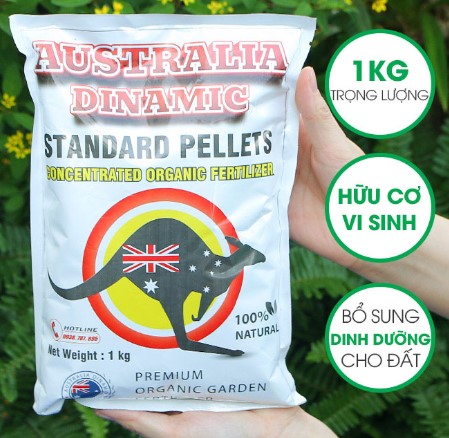 AUSTRALIA
DINAMIC
STANDARD PELLETS
CONCENTRATED ORGANIC FERTILIZER
100%
NATURAL
HOTLINE
Net Weight : 1 kg
PREMIUM
ORGANIC GARDEN
1KG
TRỌNG LƯỢNG
HỮU CƠ
VI SINH
BỔ SUNG
DINH DƯỠNG
CHO ĐẤT